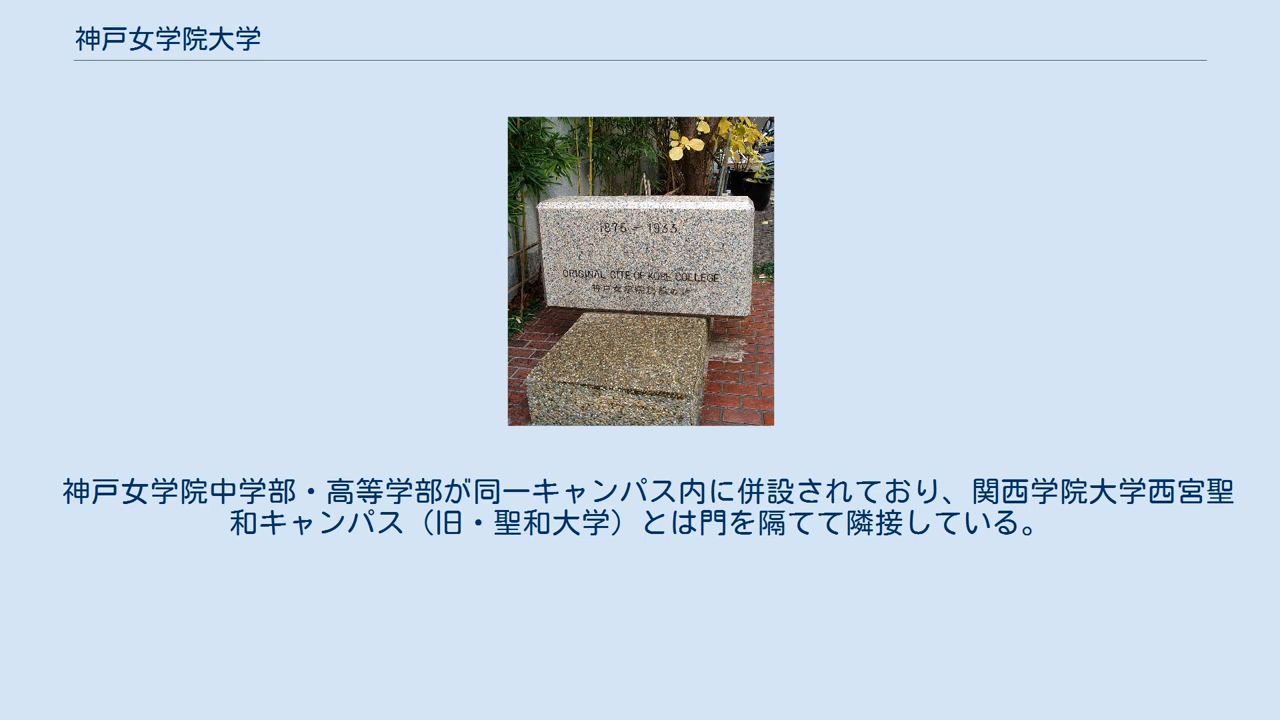 神戸女学院大学
1875 - 1933
ORIGINAL SITE OF KOBE COLLEGE
神戸女学院中学部・高等学部が同一キャンパス内に併設されており、関西学院大学西宮聖
和キャンパス（旧・聖和大学）とは門を隔てて隣接している。